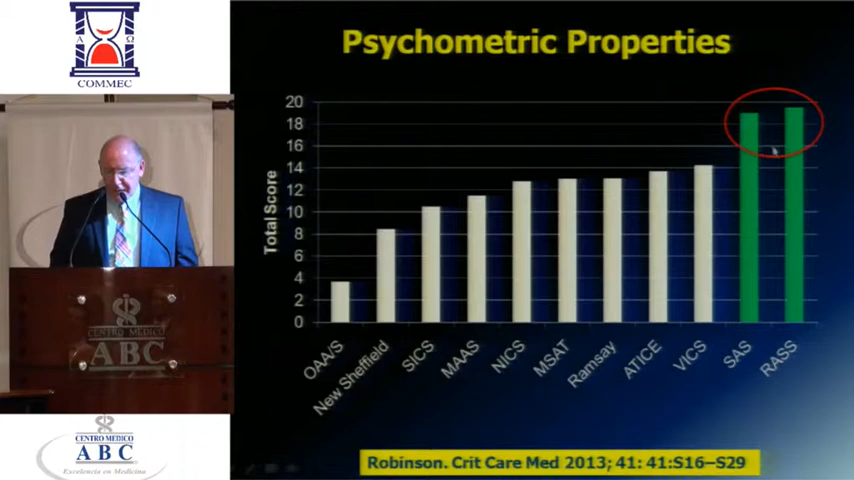 A Ω
COMMEC
CENTRO MEDICO
ABC
CENTRO MEDICO
ABC
Excelencia en Medicina
Psychometric Properties
Total Score
20
18
16
14
12
10
8
6
4
2
0
OAA/S
New Sheffield
SICS
MAAS
NICS
MSAT
Ramsay
ATICE
VICS
SAS
RASS
Robinson. Crit Care Med 2013; 41: 41:S16–S29